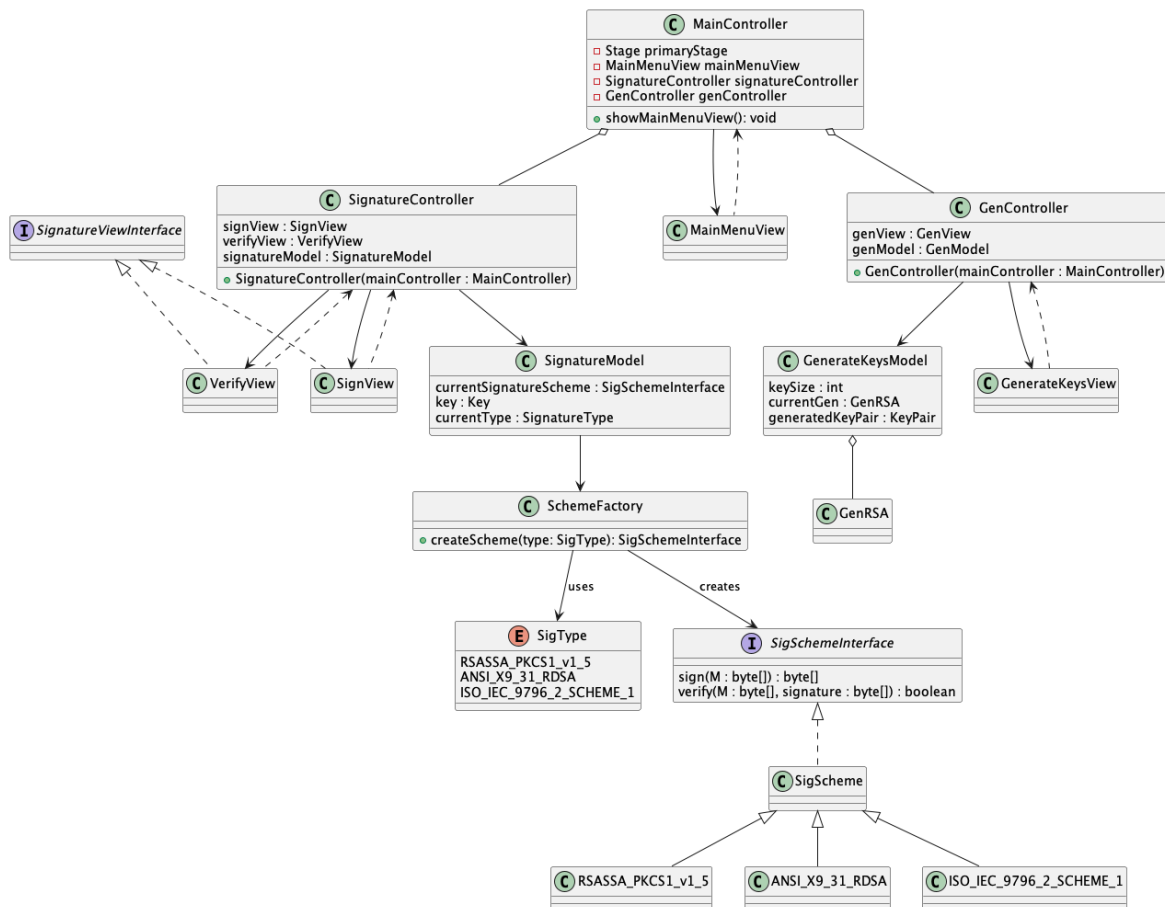 C MainController
Stage primaryStage
MainMenuView mainMenuView
SignatureController signatureController
GenController genController
showMainMenuView(): void
I SignatureViewInterface
C SignatureController
signView : SignView
verifyView : VerifyView
signatureModel : SignatureModel
SignatureController(mainController : MainController)
C MainMenuView
C GenController
genView : GenView
genModel : GenModel
GenController(mainController : MainController)
C VerifyView
C SignView
C SignatureModel
currentSignatureScheme : SigSchemeInterface
key : Key
currentType : SignatureType
C GenerateKeysModel
keySize : int
currentGen : GenRSA
generatedKeyPair : KeyPair
C GenerateKeysView
C SchemeFactory
createScheme(type: SigType): SigSchemeInterface
C GenRSA
uses
creates
E SigType
RSASSA_PKCS1_v1_5
ANSI_X9_31_RDSA
ISO_IEC_9796_2_SCHEME_1
I SigSchemeInterface
sign(M : byte[]) : byte[]
verify(M : byte[], signature : byte[]) : boolean
C SigScheme
C RSASSA_PKCS1_v1_5
C ANSI_X9_31_RDSA
C ISO_IEC_9796_2_SCHEME_1